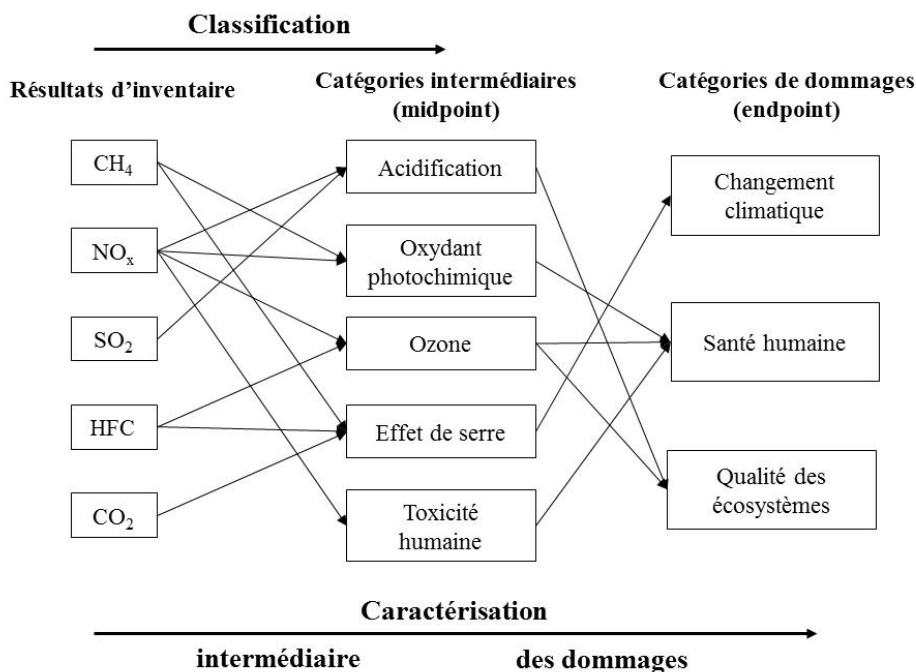 Classification
Résultats d’inventaire
Catégories intermédiaires
(midpoint)
Catégories de dommages
(endpoint)
CH₄
NOₓ
SO₂
HFC
CO₂
Acidification
Oxydant
photochimique
Ozone
Effet de serre
Toxicité
humaine
Changement
climatique
Santé humaine
Qualité des
écosystèmes
Caractérisation
intermédiaire
des dommages